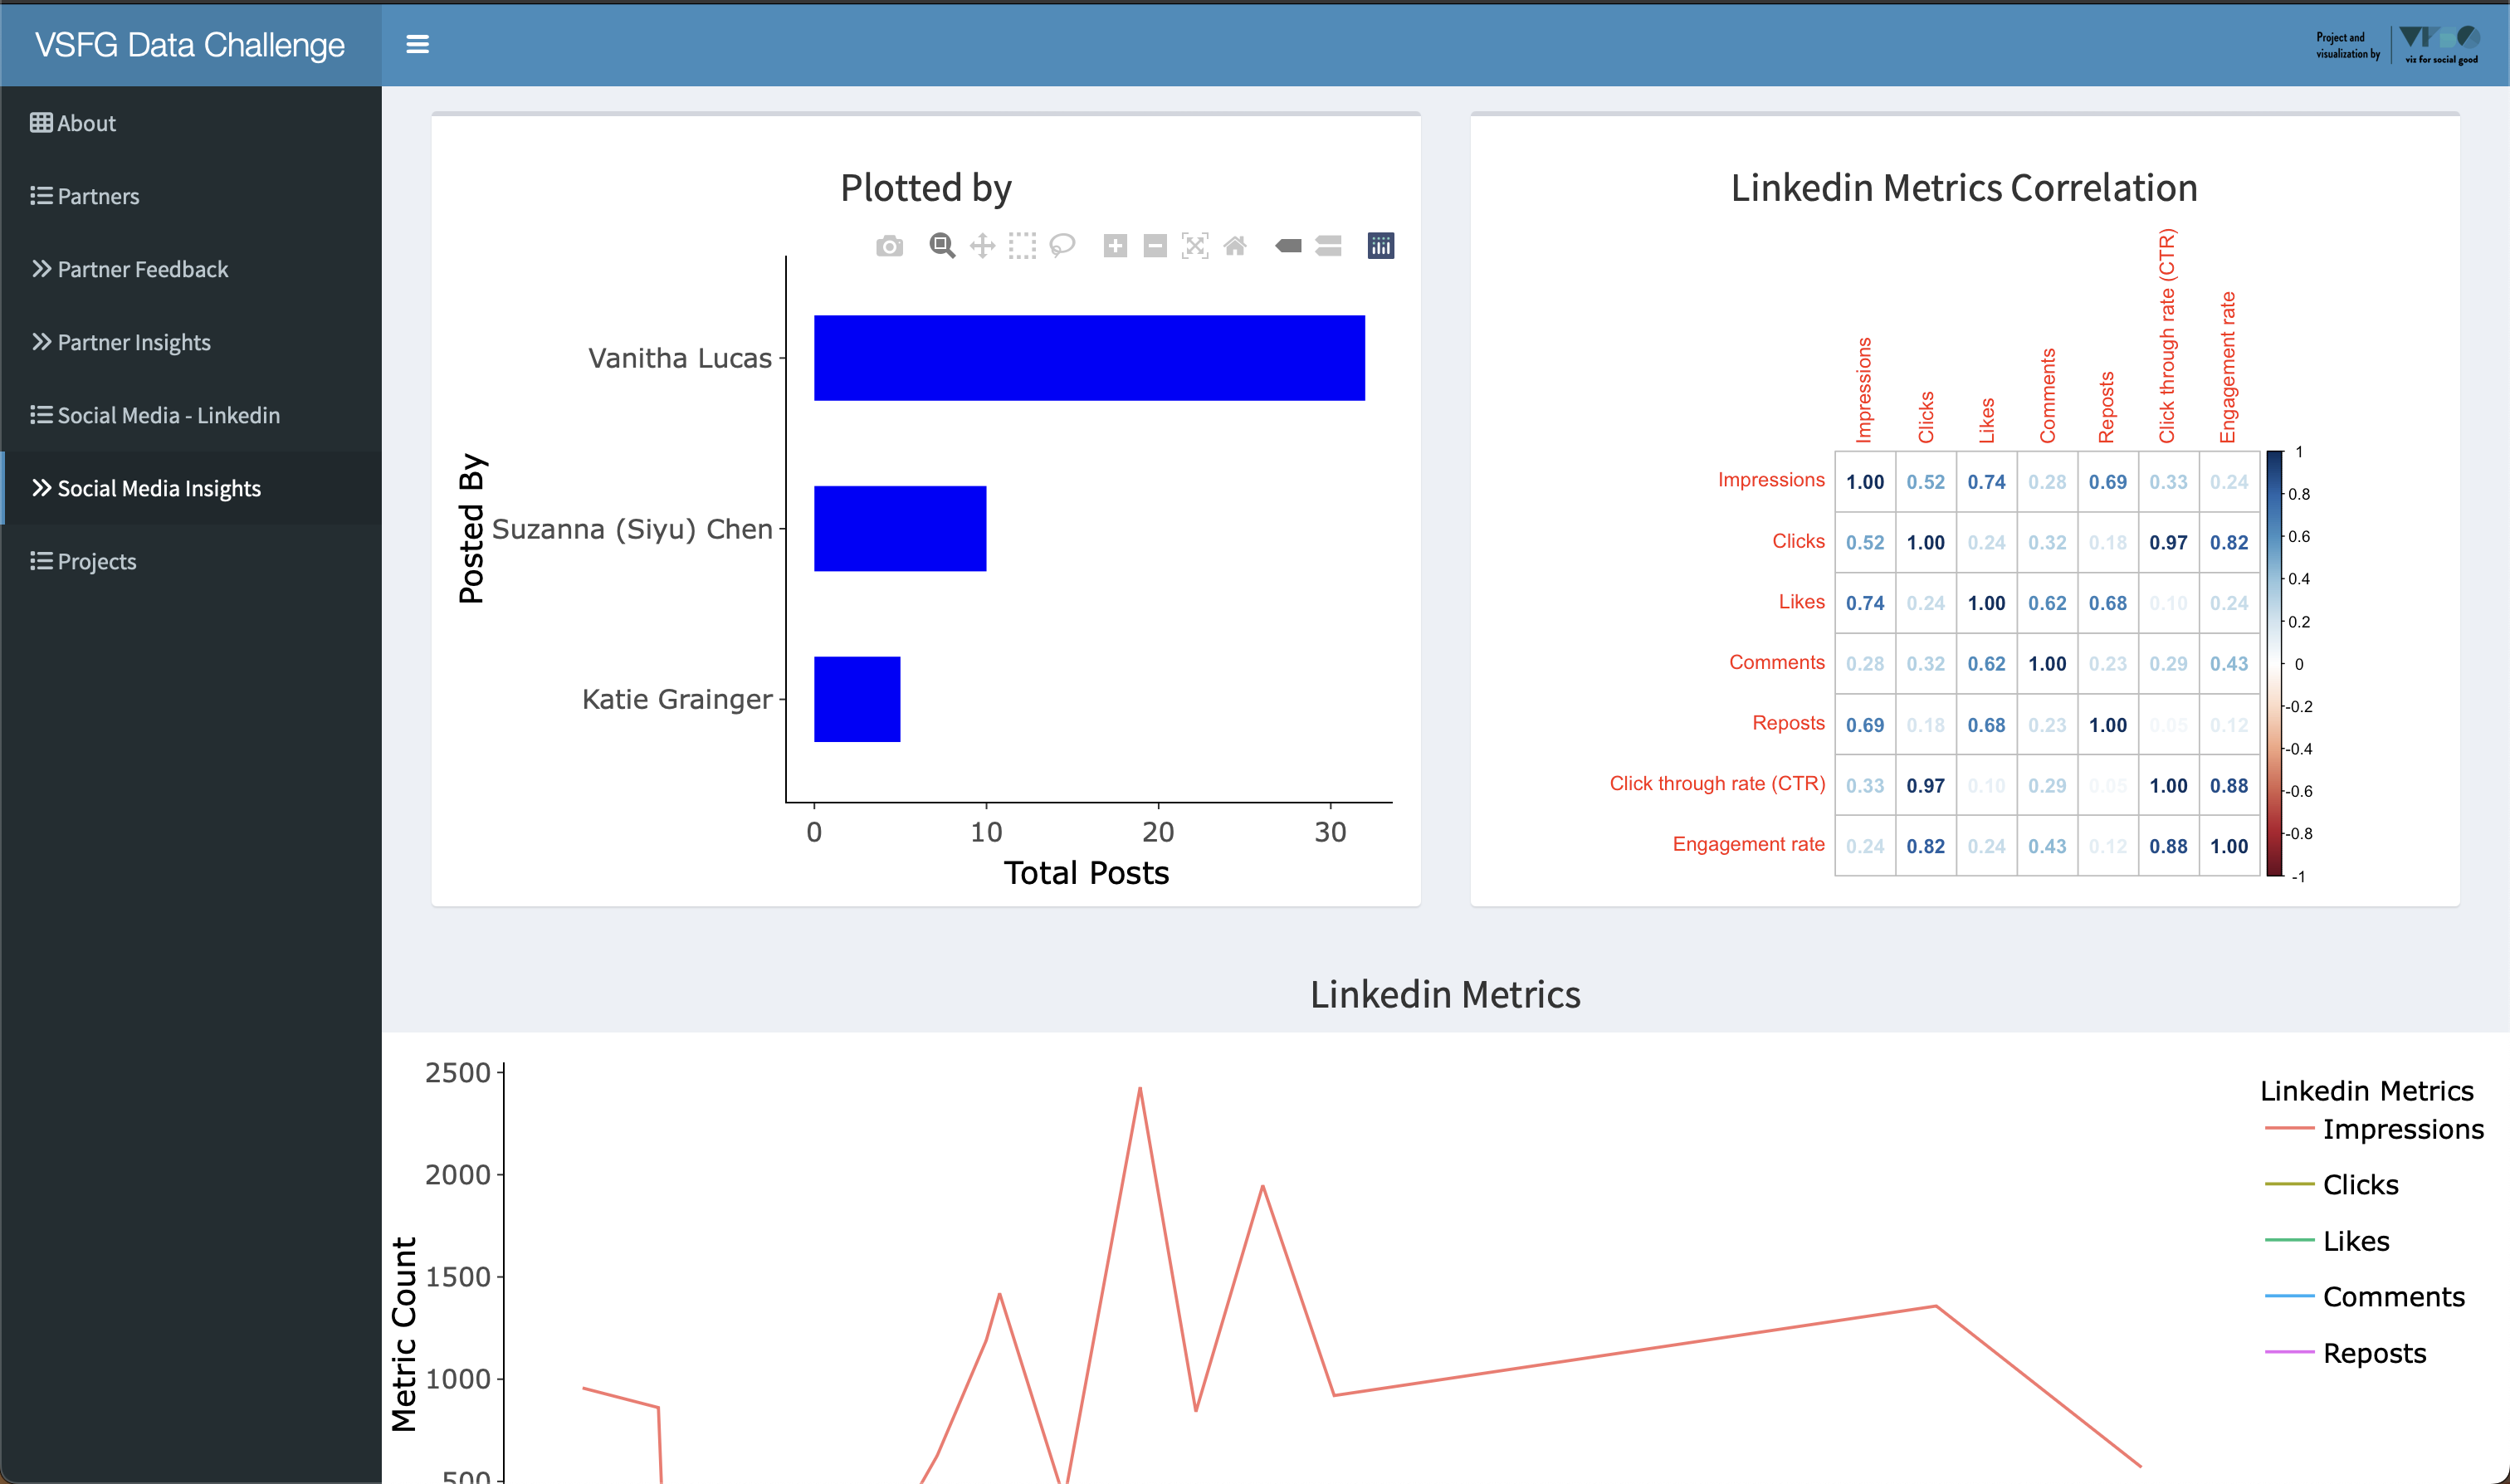 VSFG Data Challenge
Project and
visualization by
viz for social good
About
Partners
Partner Feedback
Partner Insights
Social Media - Linkedin
Social Media Insights
Projects
Plotted by
Posted By
Vanitha Lucas
Suzanna (Siyu) Chen
Katie Grainger
0 10 20 30
Total Posts
Linkedin Metrics Correlation
Impressions
Clicks
Likes
Comments
Reposts
Click through rate (CTR)
Engagement rate
Impressions 1.00 0.52 0.74 0.28 0.69 0.33 0.24
Clicks 0.52 1.00 0.24 0.32 0.18 0.97 0.82
Likes 0.74 0.24 1.00 0.62 0.68 0.10 0.24
Comments 0.28 0.32 0.62 1.00 0.23 0.29 0.43
Reposts 0.69 0.18 0.68 0.23 1.00 0.05 0.12
Click through rate (CTR) 0.33 0.97 0.10 0.29 0.05 1.00 0.88
Engagement rate 0.24 0.82 0.24 0.43 0.12 0.88 1.00
1
0.8
0.6
0.4
0.2
0
-0.2
-0.4
-0.6
-0.8
-1
Linkedin Metrics
Metric Count
2500
2000
1500
1000
500
Linkedin Metrics
Impressions
Clicks
Likes
Comments
Reposts